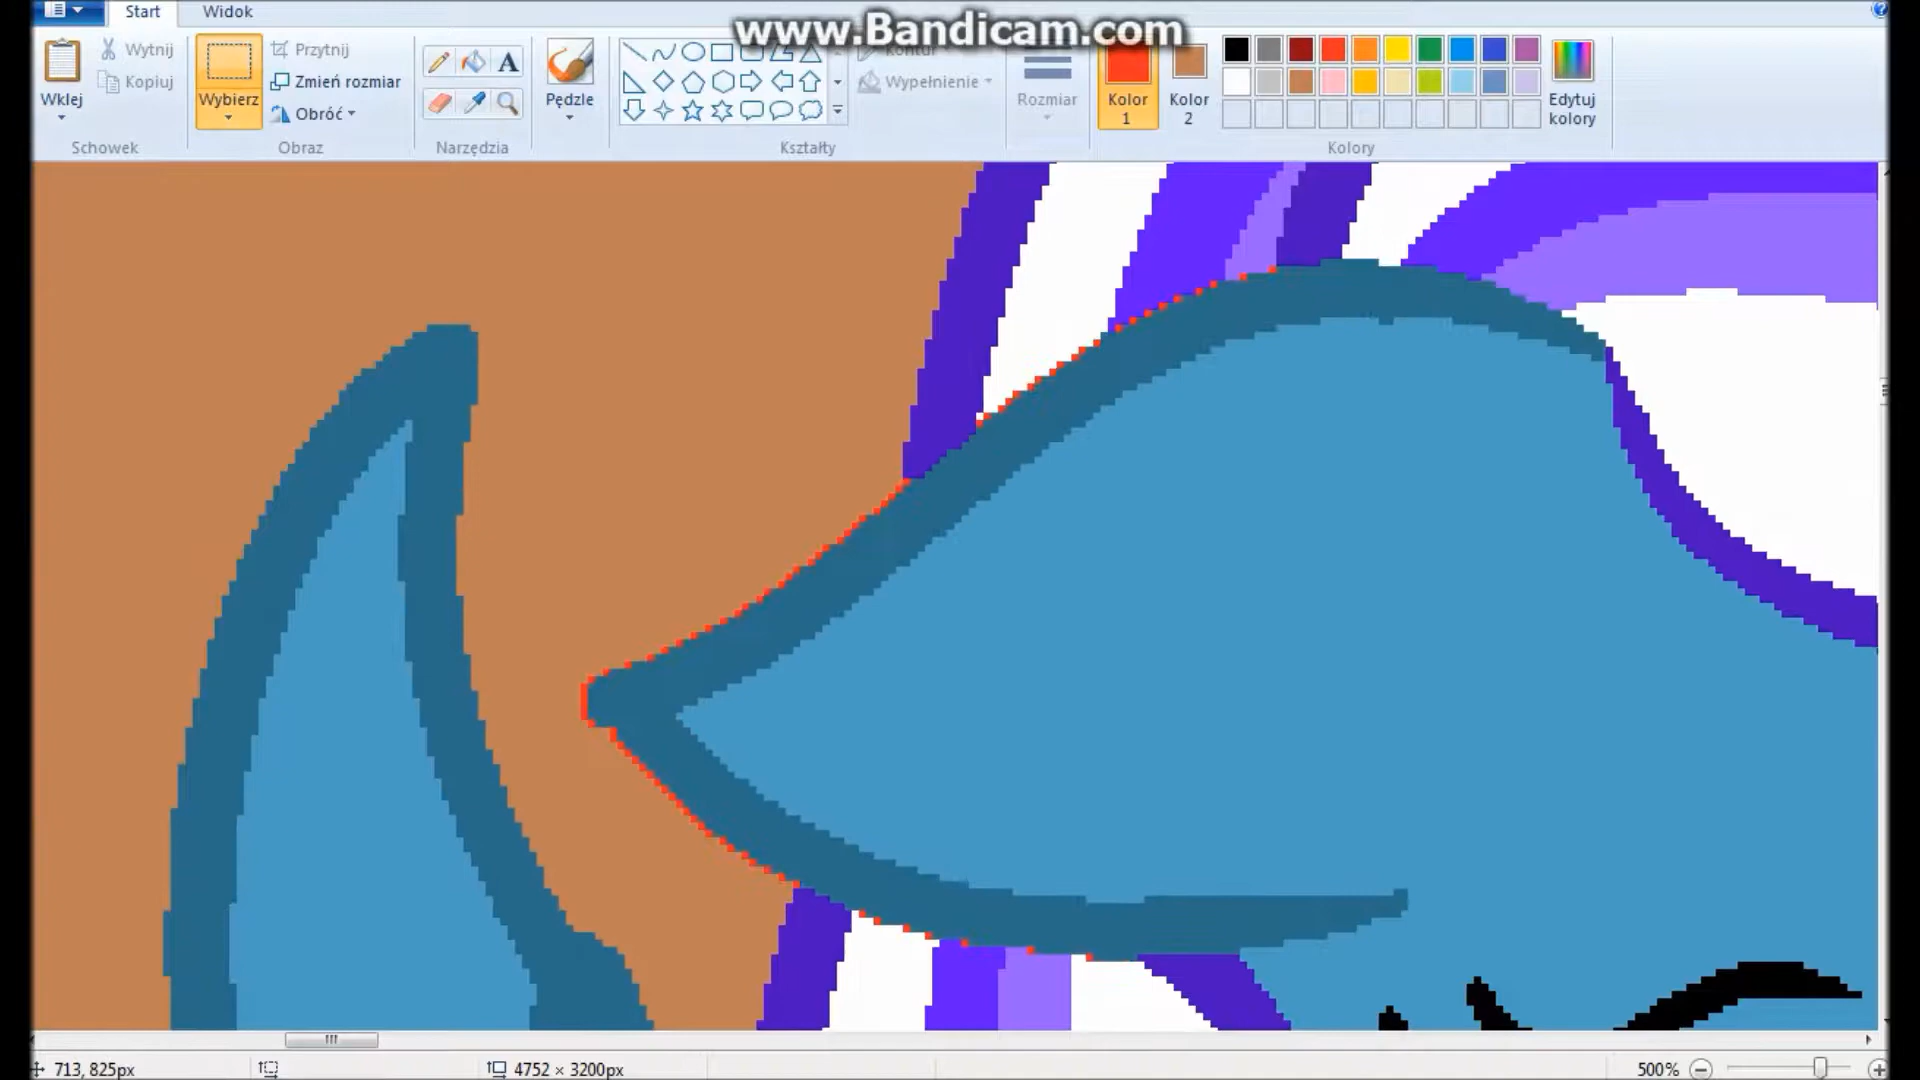 Start Widok
www.Bandicam.com
Wytnij
Kopiuj
Wklej
Schowek
Wybierz
Przytnij
Zmień rozmiar
Obróć
Obraz
A
Narzędzia
Pędzle
Kontur
Wypełnienie
Kształty
Rozmiar
Kolor
1
Kolor
2
Edytuj
kolory
Kolory
713, 825px
4752 × 3200px
500%